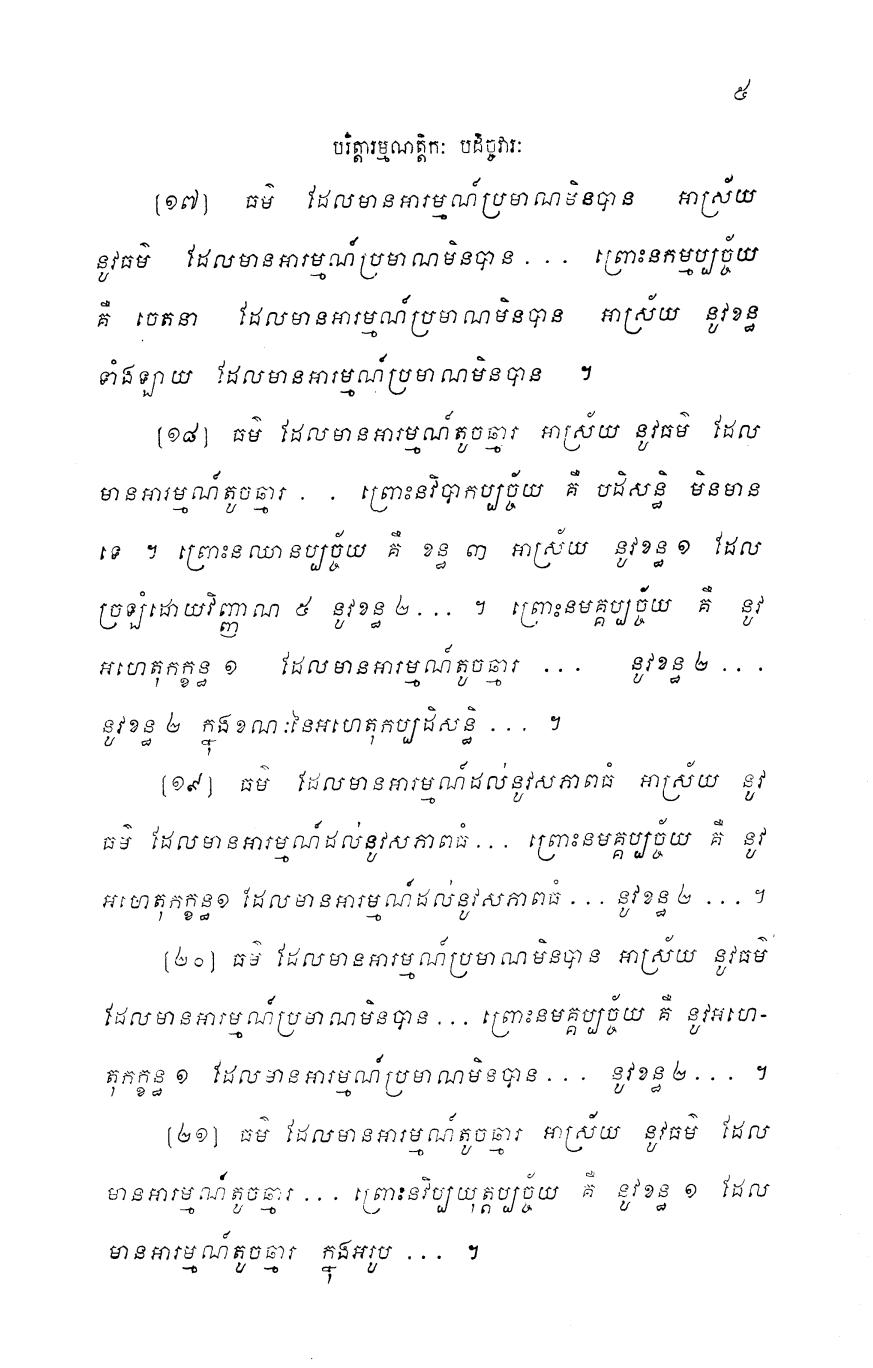 ៥
បរិត្តារម្មណត្តិកៈ បដិច្ចវារៈ
[១៧] ធម៌ ដែលមានអារម្មណ៍ប្រមាណមិនបាន អាស្រ័យ
នូវធម៌ ដែលមានអារម្មណ៍ប្រមាណមិនបាន . . . ព្រោះនកម្មប្បច្ច័យ
គឺ ចេតនា ដែលមានអារម្មណ៍ប្រមាណមិនបាន អាស្រ័យ នូវខន្ធ
ទាំងឡាយ ដែលមានអារម្មណ៍ប្រមាណមិនបាន ។
[១៨] ធម៌ ដែលមានអារម្មណ៍តូចឆ្មារ អាស្រ័យ នូវធម៌ ដែល
មានអារម្មណ៍តូចឆ្មារ . . ព្រោះនវិបាកប្បច្ច័យ គឺ បដិសន្ធិ មិនមាន
ទេ ។ ព្រោះនឈានប្បច្ច័យ គឺ ខន្ធ ៣ អាស្រ័យ នូវខន្ធ ១ ដែល
ច្រឡំដោយវិញ្ញាណ ៥ នូវខន្ធ ២ . . . ។ ព្រោះនមគ្គប្បច្ច័យ គឺ នូវ
អហេតុកក្ខន្ធ ១ ដែលមានអារម្មណ៍តូចឆ្មារ . . . នូវខន្ធ ២ . . .
នូវខន្ធ ២ ក្នុងខណៈនៃអហេតុកប្បដិសន្ធិ . . . ។
[១៩] ធម៌ ដែលមានអារម្មណ៍ដល់នូវសភាពធំ អាស្រ័យ នូវ
ធម៌ ដែលមានអារម្មណ៍ដល់នូវសភាពធំ . . . ព្រោះនមគ្គប្បច្ច័យ គឺ នូវ
អហេតុកក្ខន្ធ ១ ដែលមានអារម្មណ៍ដល់នូវសភាពធំ . . . នូវខន្ធ ២ . . . ។
[២០] ធម៌ ដែលមានអារម្មណ៍ប្រមាណមិនបាន អាស្រ័យ នូវធម៌
ដែលមានអារម្មណ៍ប្រមាណមិនបាន . . . ព្រោះនមគ្គប្បច្ច័យ គឺ នូវអហេ-
តុកក្ខន្ធ ១ ដែលមានអារម្មណ៍ប្រមាណមិនបាន . . . នូវខន្ធ ២ . . . ។
[២១] ធម៌ ដែលមានអារម្មណ៍តូចឆ្មារ អាស្រ័យ នូវធម៌ ដែល
មានអារម្មណ៍តូចឆ្មារ . . . ព្រោះនវិប្បយុត្តប្បច្ច័យ គឺ នូវខន្ធ ១ ដែល
មានអារម្មណ៍តូចឆ្មារ ក្នុងអរូប . . . ។